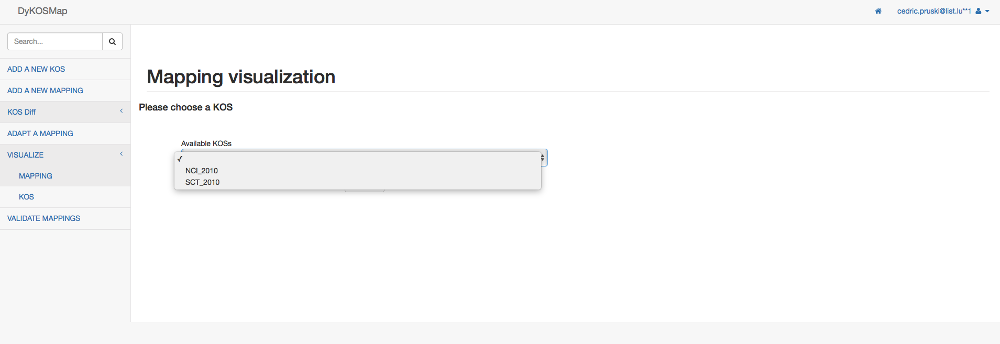 DyKOSMap
cedric.pruski@list.lu**1
Search...
ADD A NEW KOS
ADD A NEW MAPPING
KOS Diff
ADAPT A MAPPING
VISUALIZE
MAPPING
KOS
VALIDATE MAPPINGS
Mapping visualization
Please choose a KOS
Available KOSs
NCI_2010
SCT_2010